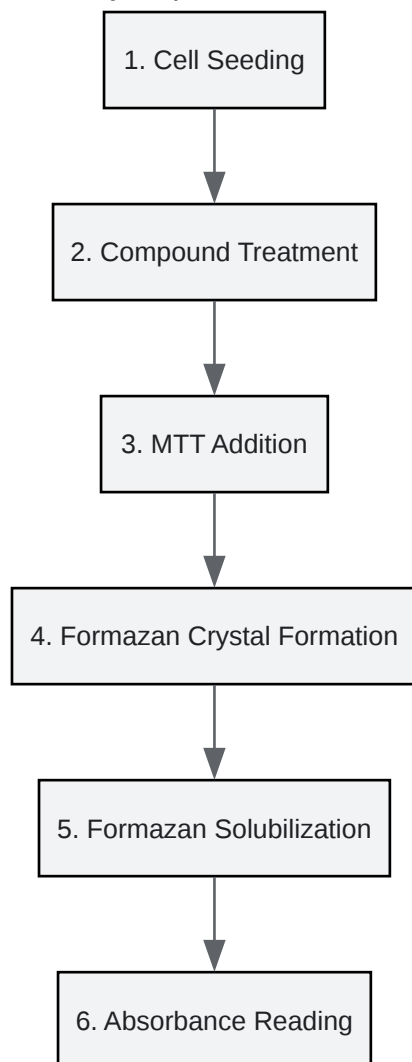 1. Cell Seeding
2. Compound Treatment
3. MTT Addition
4. Formazan Crystal Formation
5. Formazan Solubilization
6. Absorbance Reading